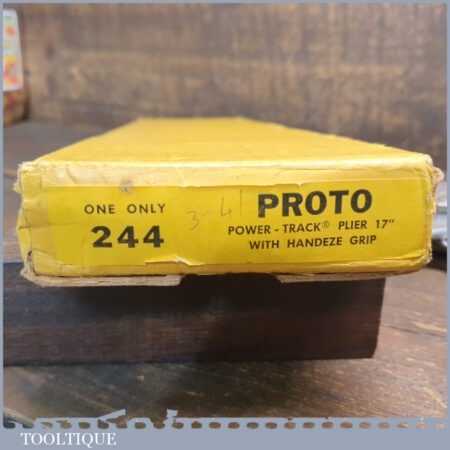 ONE ONLY
244
3-41
PROTO
POWER-TRACK® PLIER 17"
WITH HANDEZE GRIP
TOOLTIQUE